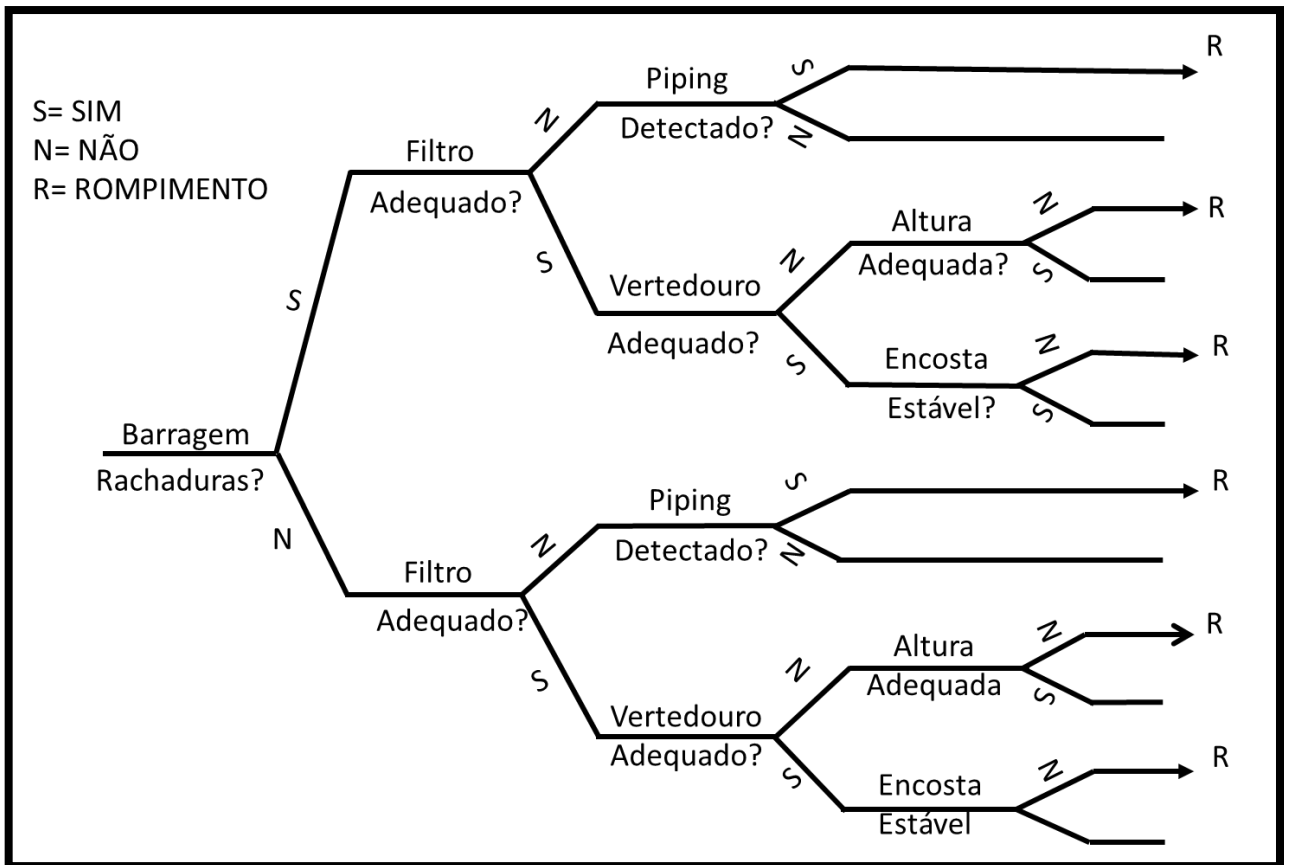 S= SIM
N= NÃO
R= ROMPIMENTO
Barragem
Rachaduras?
S
N
Filtro
Adequado?
N
S
Piping
Detectado?
S
N
R
Vertedouro
Adequado?
N
S
Altura
Adequada?
N
S
R
Encosta
Estável?
N
S
R
Filtro
Adequado?
N
S
Piping
Detectado?
S
N
R
Vertedouro
Adequado?
N
S
Altura
Adequada
N
S
R
Encosta
Estável
N
R